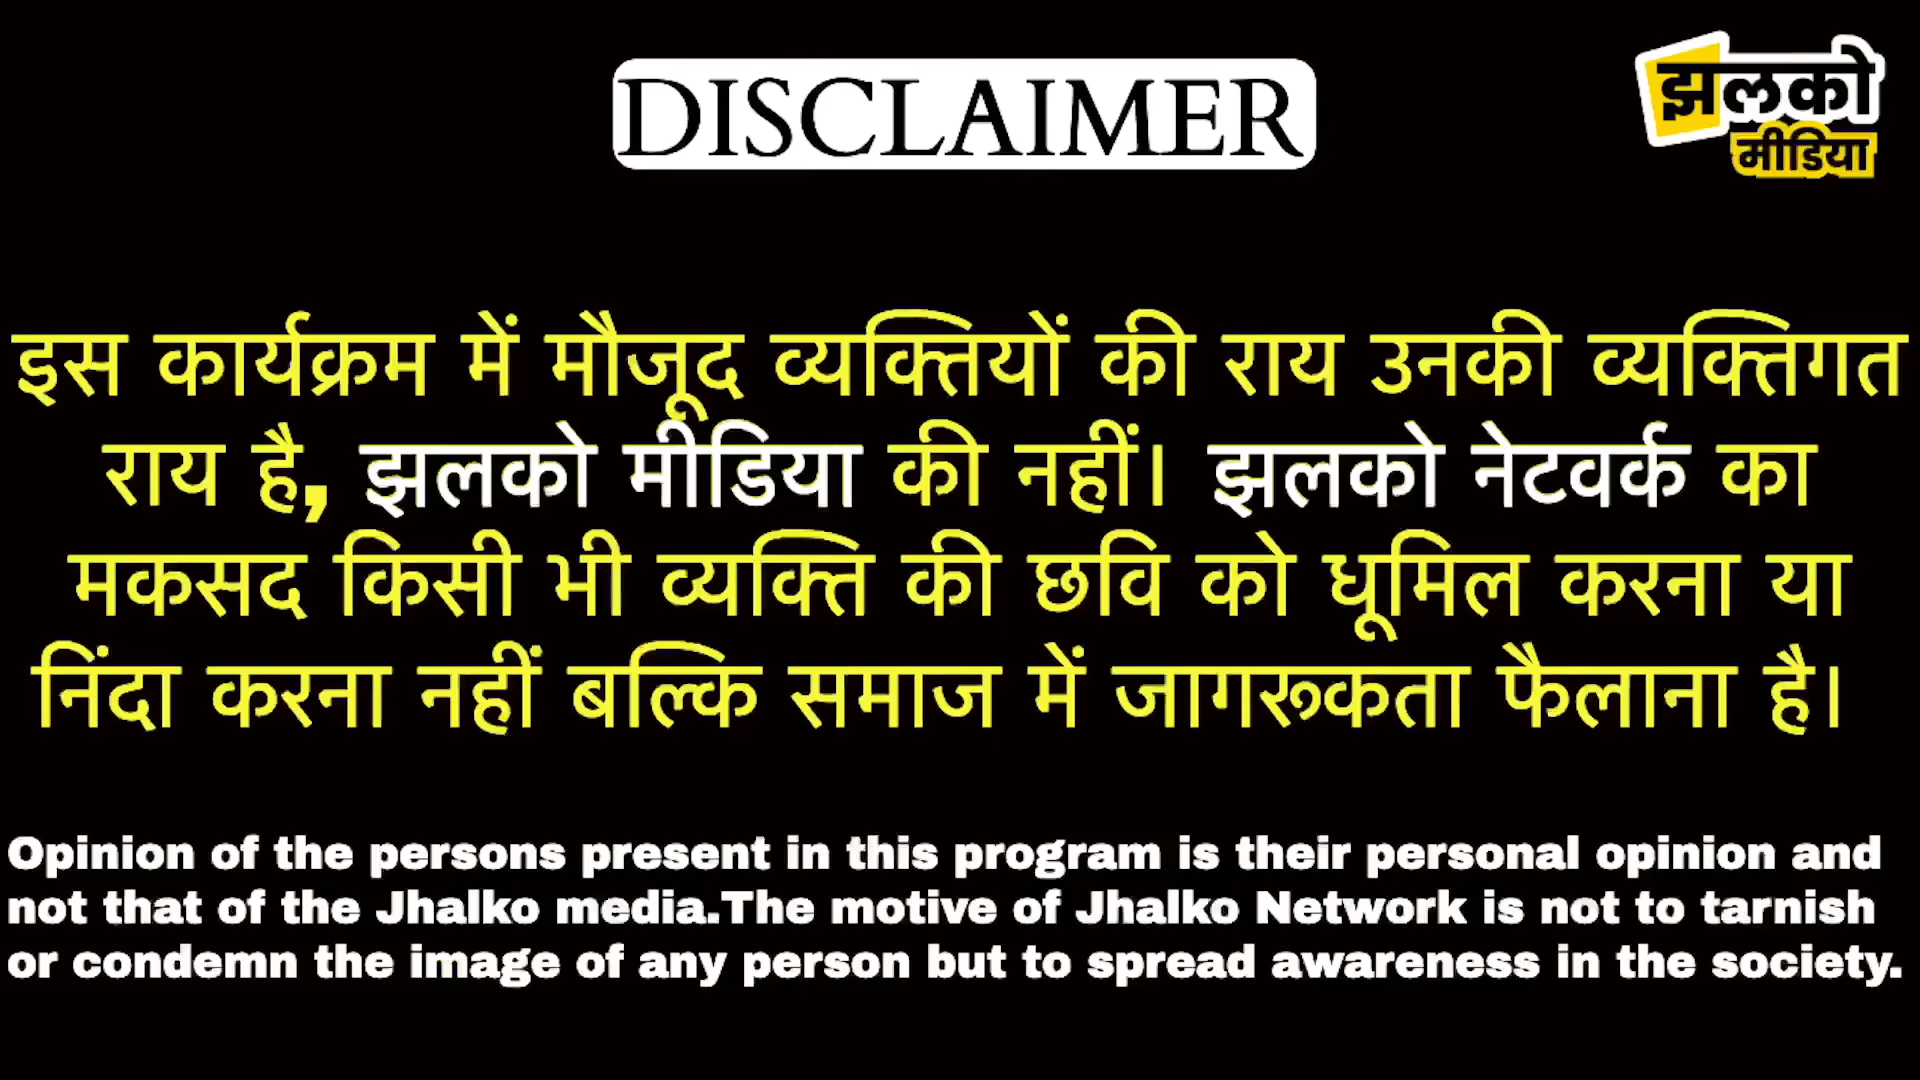 DISCLAIMER
झलको
मीडिया
इस कार्यक्रम में मौजूद व्यक्तियों की राय उनकी व्यक्तिगत
राय है, झलको मीडिया की नहीं। झलको नेटवर्क का
मकसद किसी भी व्यक्ति की छवि को धूमिल करना या
निंदा करना नहीं बल्कि समाज में जागरूकता फैलाना है।
Opinion of the persons present in this program is their personal opinion and
not that of the Jhalko media.The motive of Jhalko Network is not to tarnish
or condemn the image of any person but to spread awareness in the society.